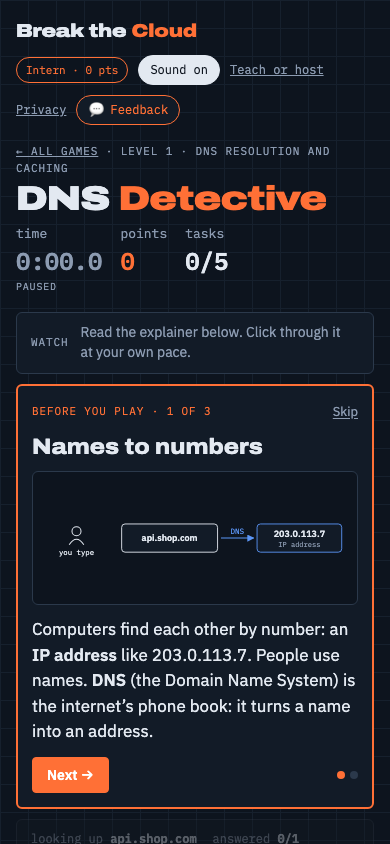 Break the Cloud
Intern · 0 pts
Sound on
Teach or host
Privacy
💬 Feedback
← ALL GAMES · LEVEL 1 · DNS RESOLUTION AND
CACHING
DNS Detective
time
points
tasks
0:00.0
0
0/5
PAUSED
WATCH
Read the explainer below. Click through it
at your own pace.
BEFORE YOU PLAY · 1 OF 3
Skip
Names to numbers
you type
api.shop.com
DNS
203.0.113.7
IP address
Computers find each other by number: an
IP address like 203.0.113.7. People use
names. DNS (the Domain Name System) is
the internet’s phone book: it turns a name
into an address.
Next →
looking up api.shop.com answered 0/1